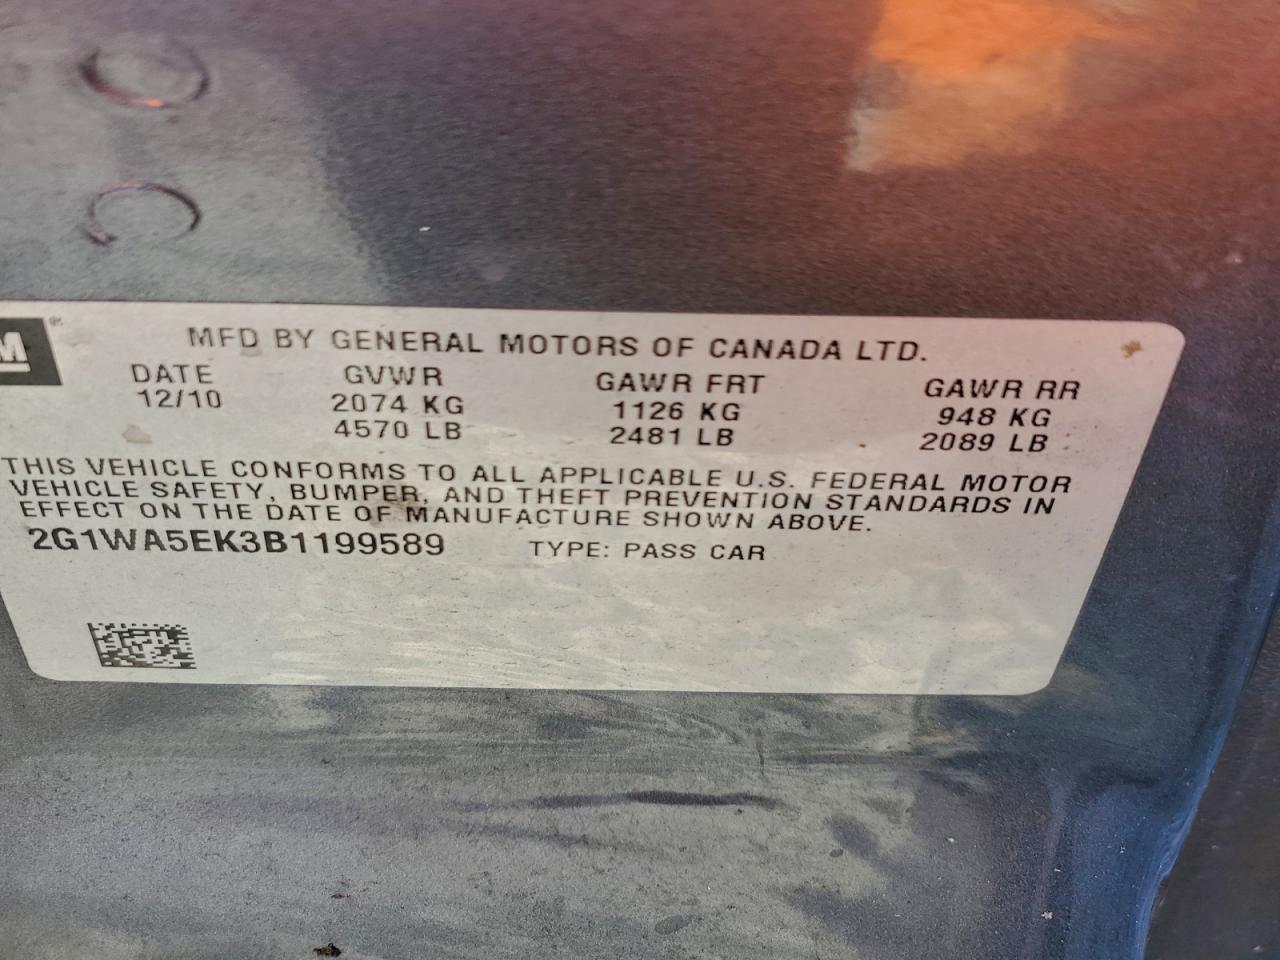 M ®
MFD BY GENERAL MOTORS OF CANADA LTD.
DATE GVWR GAWR FRT GAWR RR
12/10 2074 KG 1126 KG 948 KG
4570 LB 2481 LB 2089 LB
THIS VEHICLE CONFORMS TO ALL APPLICABLE U.S. FEDERAL MOTOR
VEHICLE SAFETY, BUMPER, AND THEFT PREVENTION STANDARDS IN
EFFECT ON THE DATE OF MANUFACTURE SHOWN ABOVE.
2G1WA5EK3B1199589 TYPE: PASS CAR